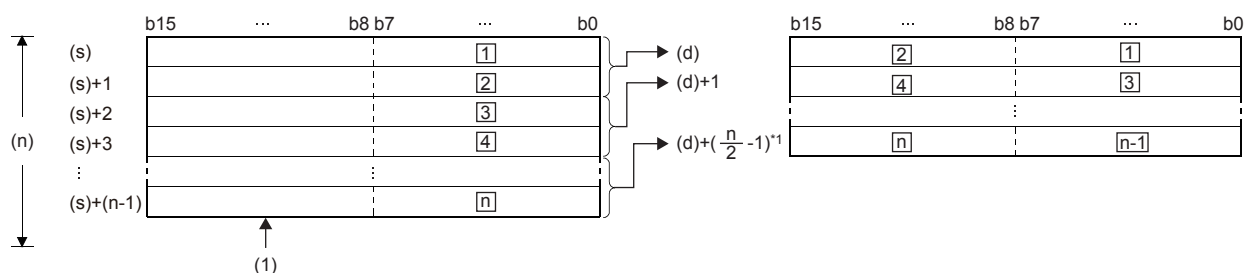 b15 ... b8 b7 ... b0 b15 ... b8 b7 ... b0
(s) 1 (d) 2 1
(s)+1 2 (d)+1 4 3
(s)+2 3 ⋮
(n) (s)+3 4 (d)+(n/2 -1)*1 n n-1
⋮ ⋮
(s)+(n-1) n
(1)